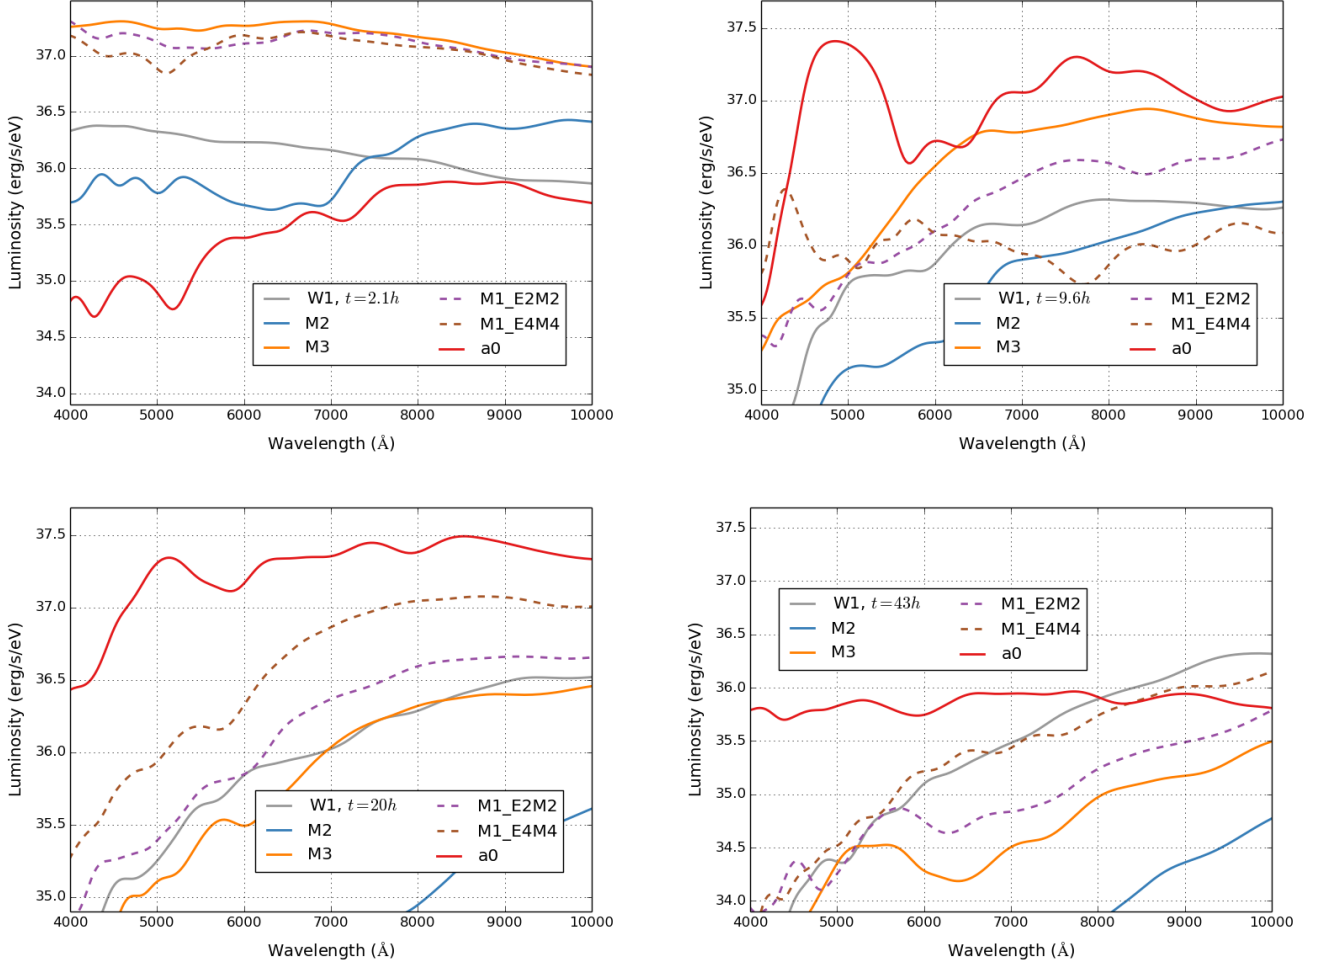 37.0
36.5
36.0
35.5
35.0
34.5
34.0
Luminosity (erg/s/eV)
4000 5000 6000 7000 8000 9000 10000
Wavelength (Å)
W1, t=2.1h
M2
M3
M1_E2M2
M1_E4M4
a0
37.5
37.0
36.5
36.0
35.5
35.0
Luminosity (erg/s/eV)
4000 5000 6000 7000 8000 9000 10000
Wavelength (Å)
W1, t=9.6h
M2
M3
M1_E2M2
M1_E4M4
a0
37.5
37.0
36.5
36.0
35.5
35.0
Luminosity (erg/s/eV)
4000 5000 6000 7000 8000 9000 10000
Wavelength (Å)
W1, t=20h
M2
M3
M1_E2M2
M1_E4M4
a0
37.5
37.0
36.5
36.0
35.5
35.0
34.5
34.0
Luminosity (erg/s/eV)
4000 5000 6000 7000 8000 9000 10000
Wavelength (Å)
W1, t=43h
M2
M3
M1_E2M2
M1_E4M4
a0